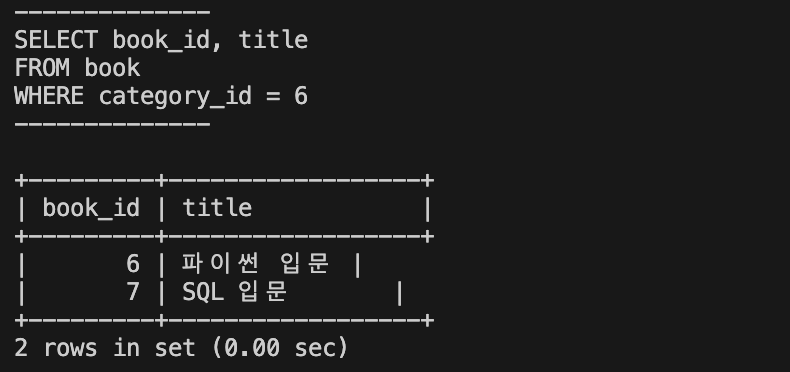 --------------
SELECT book_id, title
FROM book
WHERE category_id = 6
--------------

+---------+------------------+
| book_id | title            |
+---------+------------------+
|       6 | 파이썬 입문 |
|       7 | SQL 입문       |
+---------+------------------+
2 rows in set (0.00 sec)